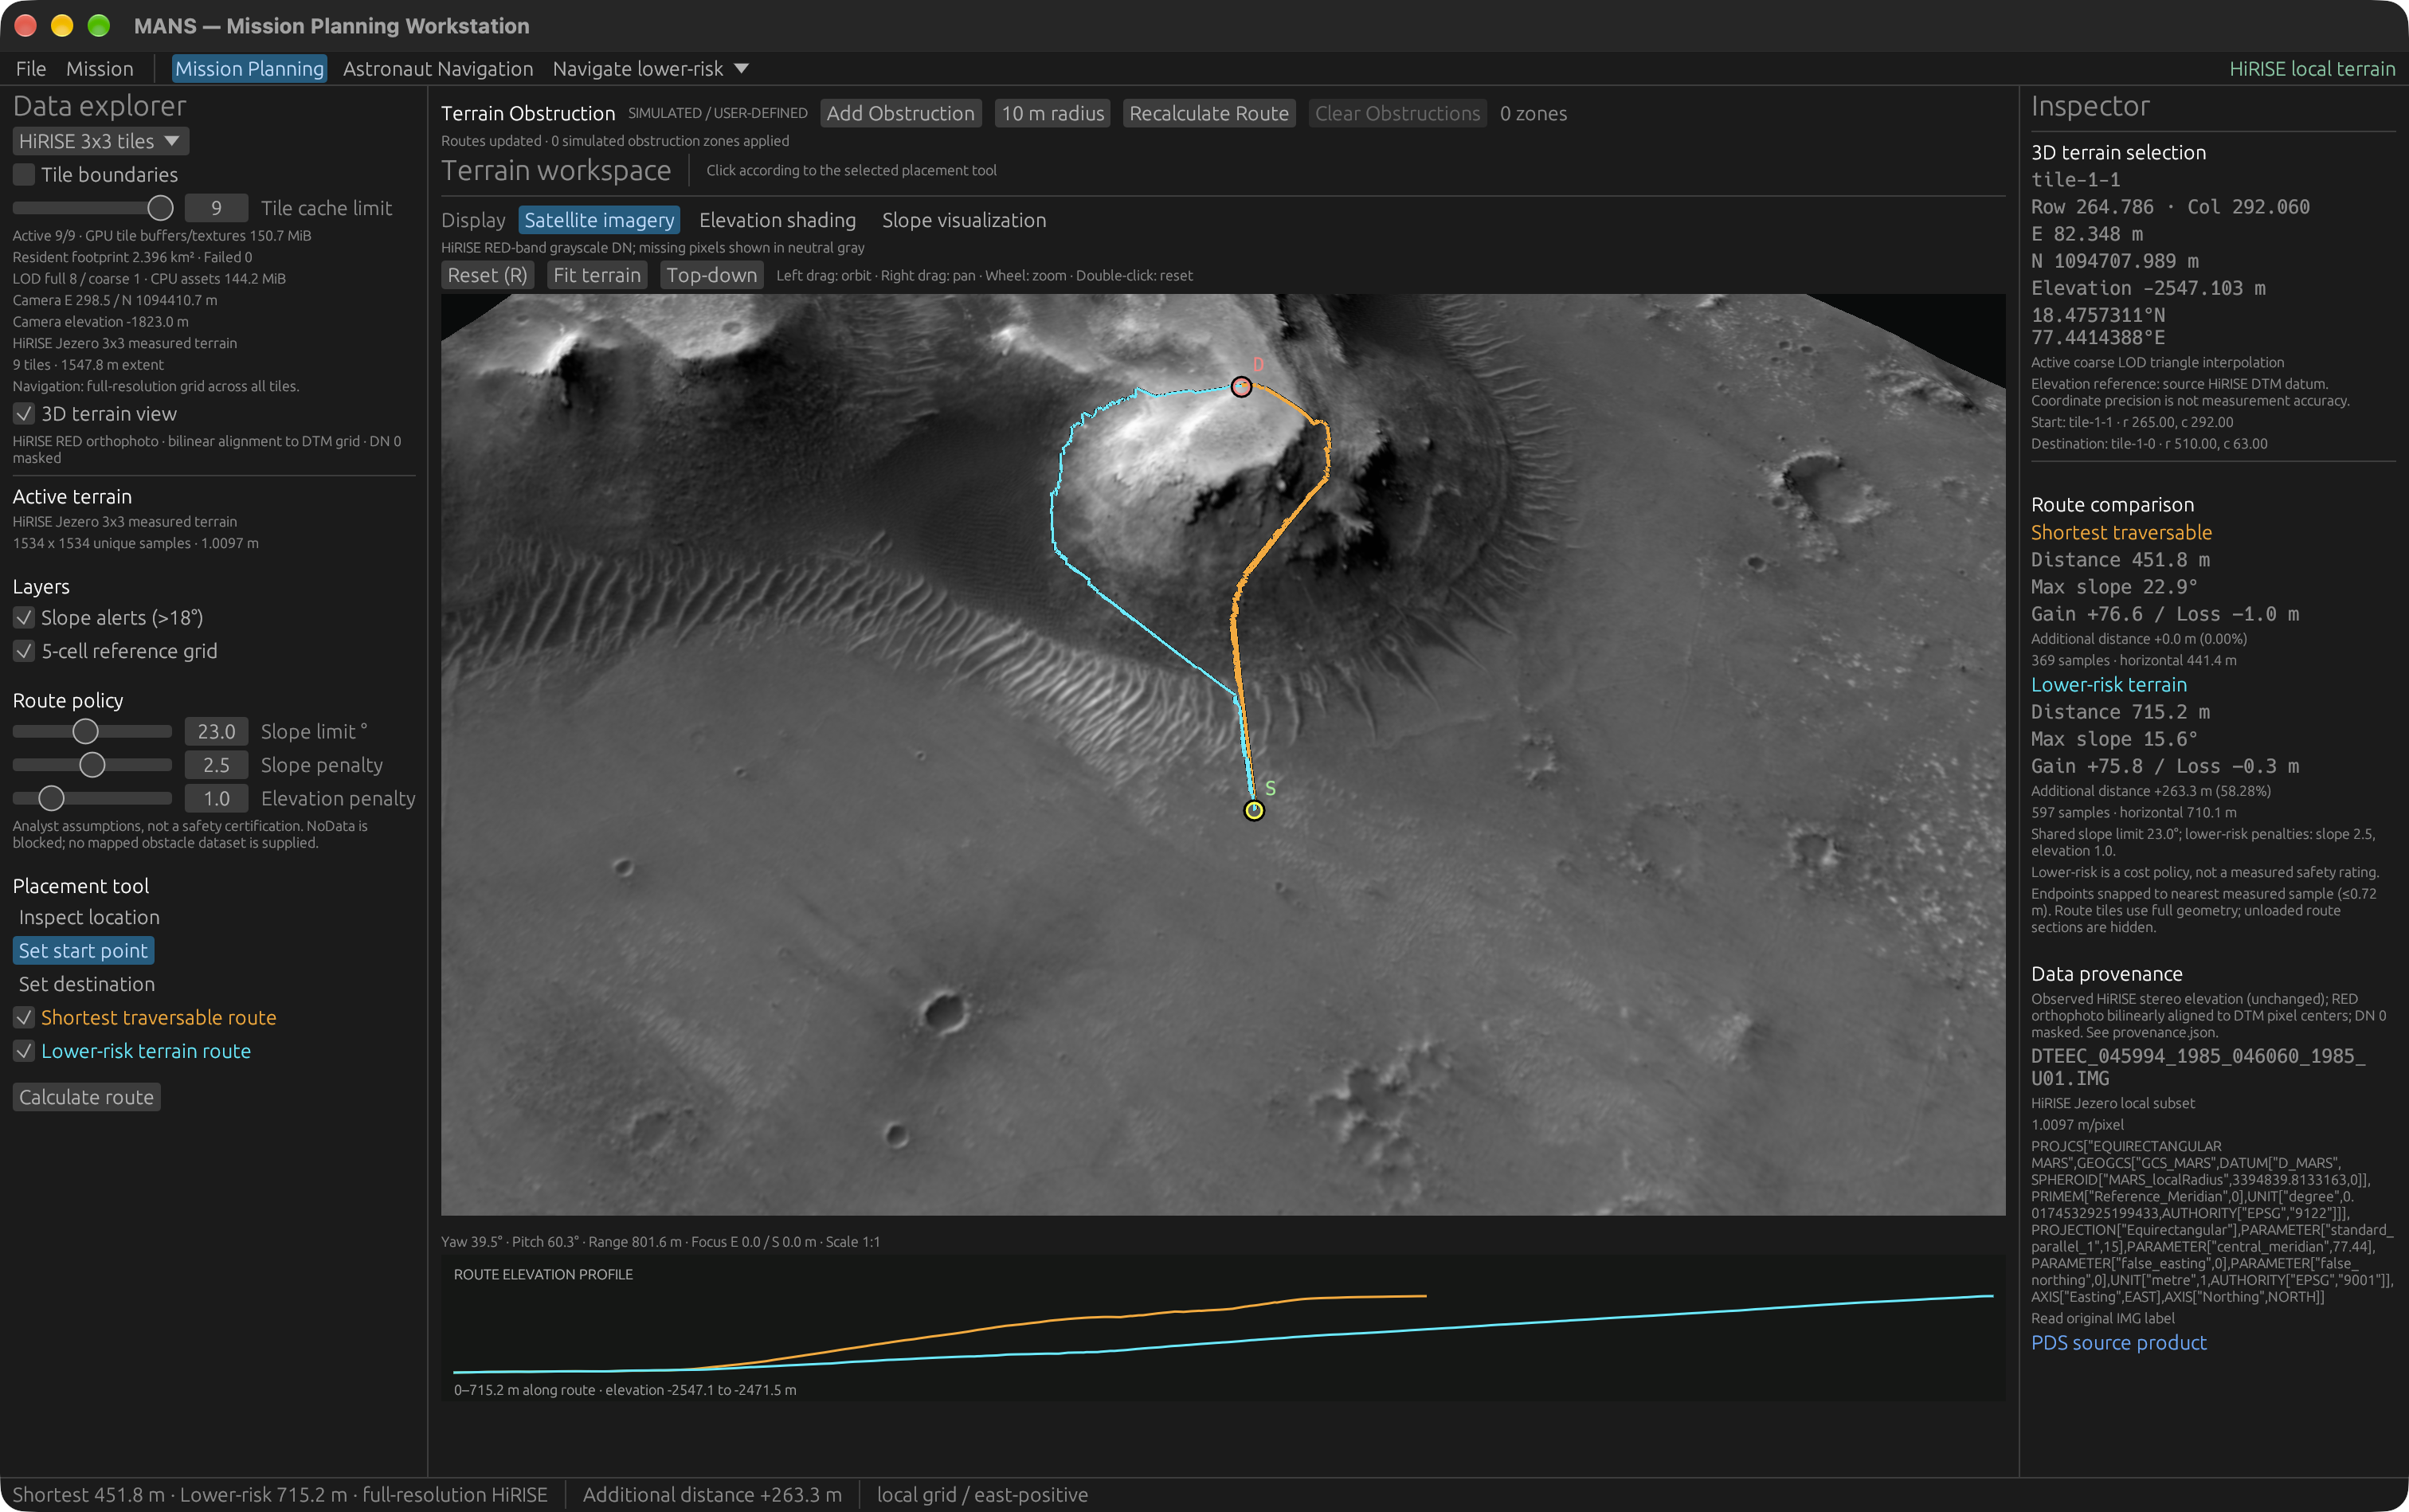 MANS — Mission Planning Workstation
File Mission Mission Planning Astronaut Navigation Navigate lower-risk HiRISE local terrain
Data explorer
HiRISE 3x3 tiles
Tile boundaries
9 Tile cache limit
Active 9/9 · GPU tile buffers/textures 150.7 MiB
Resident footprint 2.396 km² · Failed 0
LOD full 8 / coarse 1 · CPU assets 144.2 MiB
Camera E 298.5 / N 1094410.7 m
Camera elevation -1823.0 m
HiRISE Jezero 3x3 measured terrain
9 tiles · 1547.8 m extent
Navigation: full-resolution grid across all tiles.
3D terrain view
HiRISE RED orthophoto · bilinear alignment to DTM grid · DN 0
masked
Active terrain
HiRISE Jezero 3x3 measured terrain
1534 x 1534 unique samples · 1.0097 m
Layers
Slope alerts (>18°)
5-cell reference grid
Route policy
23.0 Slope limit °
2.5 Slope penalty
1.0 Elevation penalty
Analyst assumptions, not a safety certification. NoData is
blocked; no mapped obstacle dataset is supplied.
Placement tool
Inspect location
Set start point
Set destination
Shortest traversable route
Lower-risk terrain route
Calculate route
Terrain Obstruction SIMULATED / USER-DEFINED Add Obstruction 10 m radius Recalculate Route Clear Obstructions 0 zones
Routes updated · 0 simulated obstruction zones applied
Terrain workspace Click according to the selected placement tool
Display Satellite imagery Elevation shading Slope visualization
HiRISE RED-band grayscale DN; missing pixels shown in neutral gray
Reset (R) Fit terrain Top-down Left drag: orbit · Right drag: pan · Wheel: zoom · Double-click: reset
D
S
Yaw 39.5° · Pitch 60.3° · Range 801.6 m · Focus E 0.0 / S 0.0 m · Scale 1:1
ROUTE ELEVATION PROFILE
0–715.2 m along route · elevation -2547.1 to -2471.5 m
Inspector
3D terrain selection
tile-1-1
Row 264.786 · Col 292.060
E 82.348 m
N 1094707.989 m
Elevation -2547.103 m
18.4757311°N
77.4414388°E
Active coarse LOD triangle interpolation
Elevation reference: source HiRISE DTM datum.
Coordinate precision is not measurement accuracy.
Start: tile-1-1 · r 265.00, c 292.00
Destination: tile-1-0 · r 510.00, c 63.00
Route comparison
Shortest traversable
Distance 451.8 m
Max slope 22.9°
Gain +76.6 / Loss −1.0 m
Additional distance +0.0 m (0.00%)
369 samples · horizontal 441.4 m
Lower-risk terrain
Distance 715.2 m
Max slope 15.6°
Gain +75.8 / Loss −0.3 m
Additional distance +263.3 m (58.28%)
597 samples · horizontal 710.1 m
Shared slope limit 23.0°; lower-risk penalties: slope 2.5,
elevation 1.0.
Lower-risk is a cost policy, not a measured safety rating.
Endpoints snapped to nearest measured sample (≤0.72
m). Route tiles use full geometry; unloaded route
sections are hidden.
Data provenance
Observed HiRISE stereo elevation (unchanged); RED
orthophoto bilinearly aligned to DTM pixel centers; DN 0
masked. See provenance.json.
DTEEC_045994_1985_046060_1985_
U01.IMG
HiRISE Jezero local subset
1.0097 m/pixel
PROJCS["EQUIRECTANGULAR
MARS",GEOGCS["GCS_MARS",DATUM["D_MARS",
SPHEROID["MARS_localRadius",3394839.8133163,0]],
PRIMEM["Reference_Meridian",0],UNIT["degree",0.
0174532925199433,AUTHORITY["EPSG","9122"]]],
PROJECTION["Equirectangular"],PARAMETER["standard_
parallel_1",15],PARAMETER["central_meridian",77.44],
PARAMETER["false_easting",0],PARAMETER["false_
northing",0],UNIT["metre",1,AUTHORITY["EPSG","9001"]],
AXIS["Easting",EAST],AXIS["Northing",NORTH]]
Read original IMG label
PDS source product
Shortest 451.8 m · Lower-risk 715.2 m · full-resolution HiRISE Additional distance +263.3 m local grid / east-positive